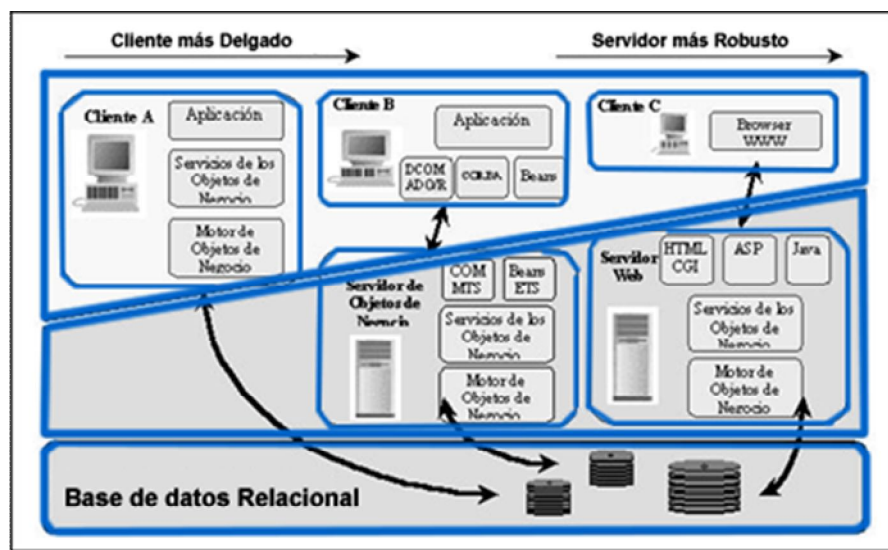 Cliente más Delgado
Servidor más Robusto
Cliente A
Aplicación
Servicios de los
Objetos de
Negocio
Motor de
Objetos de
Negocio
Cliente B
Aplicación
DCOM
ADO/R
CORBA
Beans
Cliente C
Browser
WWW
Servidor de
Objetos de
Negocio
COM
MTS
Beans
ETS
Servicios de los
Objetos de
Negocio
Motor de
Objetos de
Negocio
Servidor
Web
HTML
CGI
ASP
Java
Servicios de los
Objetos de
Negocio
Motor de
Objetos de
Negocio
Base de datos Relacional